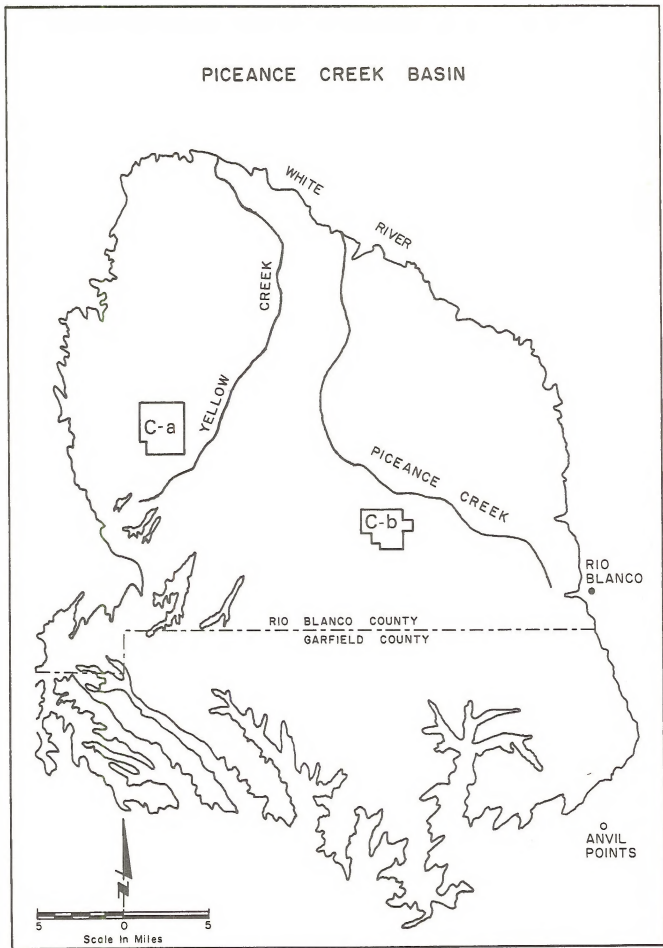 PICEANCE CREEK BASIN
WHITE
RIVER
CREEK
YELLOW
C-a
PICEANCE CREEK
C-b
RIO
BLANCO
RIO BLANCO COUNTY
GARFIELD COUNTY
ANVIL
POINTS
N
5 0 5
Scale In Miles